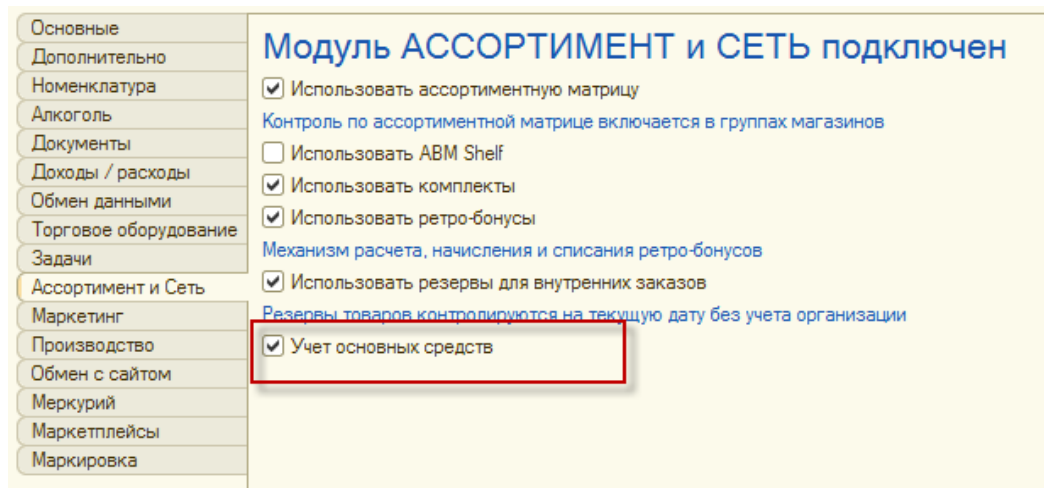 Основные
Дополнительно
Номенклатура
Алкоголь
Документы
Доходы / расходы
Обмен данными
Торговое оборудование
Задачи
Ассортимент и Сеть
Маркетинг
Производство
Обмен с сайтом
Меркурий
Маркетплейсы
Маркировка
Модуль АССОРТИМЕНТ и СЕТЬ подключен
Использовать ассортиментную матрицу
Контроль по ассортиментной матрице включается в группах магазинов
Использовать ABM Shelf
Использовать комплекты
Использовать ретро-бонусы
Механизм расчета, начисления и списания ретро-бонусов
Использовать резервы для внутренних заказов
Резервы товаров контролируются на текущую дату без учета организации
Учет основных средств